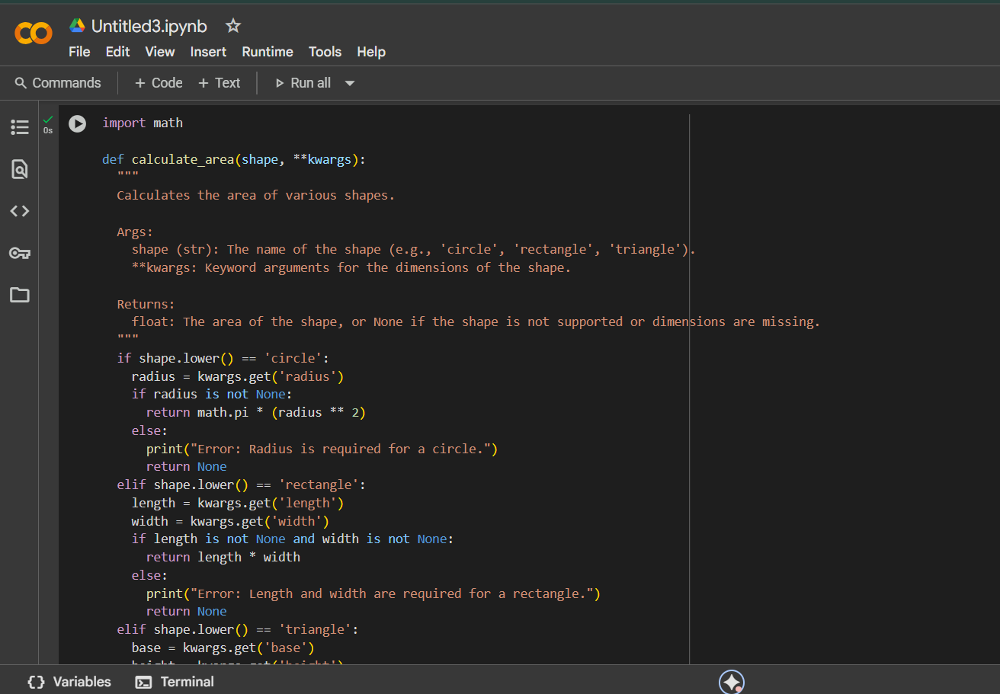 Untitled3.ipynb
File Edit View Insert Runtime Tools Help
Commands + Code + Text Run all
0s
import math
def calculate_area(shape, **kwargs):
"""
Calculates the area of various shapes.
Args:
shape (str): The name of the shape (e.g., 'circle', 'rectangle', 'triangle').
**kwargs: Keyword arguments for the dimensions of the shape.
Returns:
float: The area of the shape, or None if the shape is not supported or dimensions are missing.
"""
if shape.lower() == 'circle':
radius = kwargs.get('radius')
if radius is not None:
return math.pi * (radius ** 2)
else:
print("Error: Radius is required for a circle.")
return None
elif shape.lower() == 'rectangle':
length = kwargs.get('length')
width = kwargs.get('width')
if length is not None and width is not None:
return length * width
else:
print("Error: Length and width are required for a rectangle.")
return None
elif shape.lower() == 'triangle':
base = kwargs.get('base')
height = kwargs.get('height')
Variables Terminal